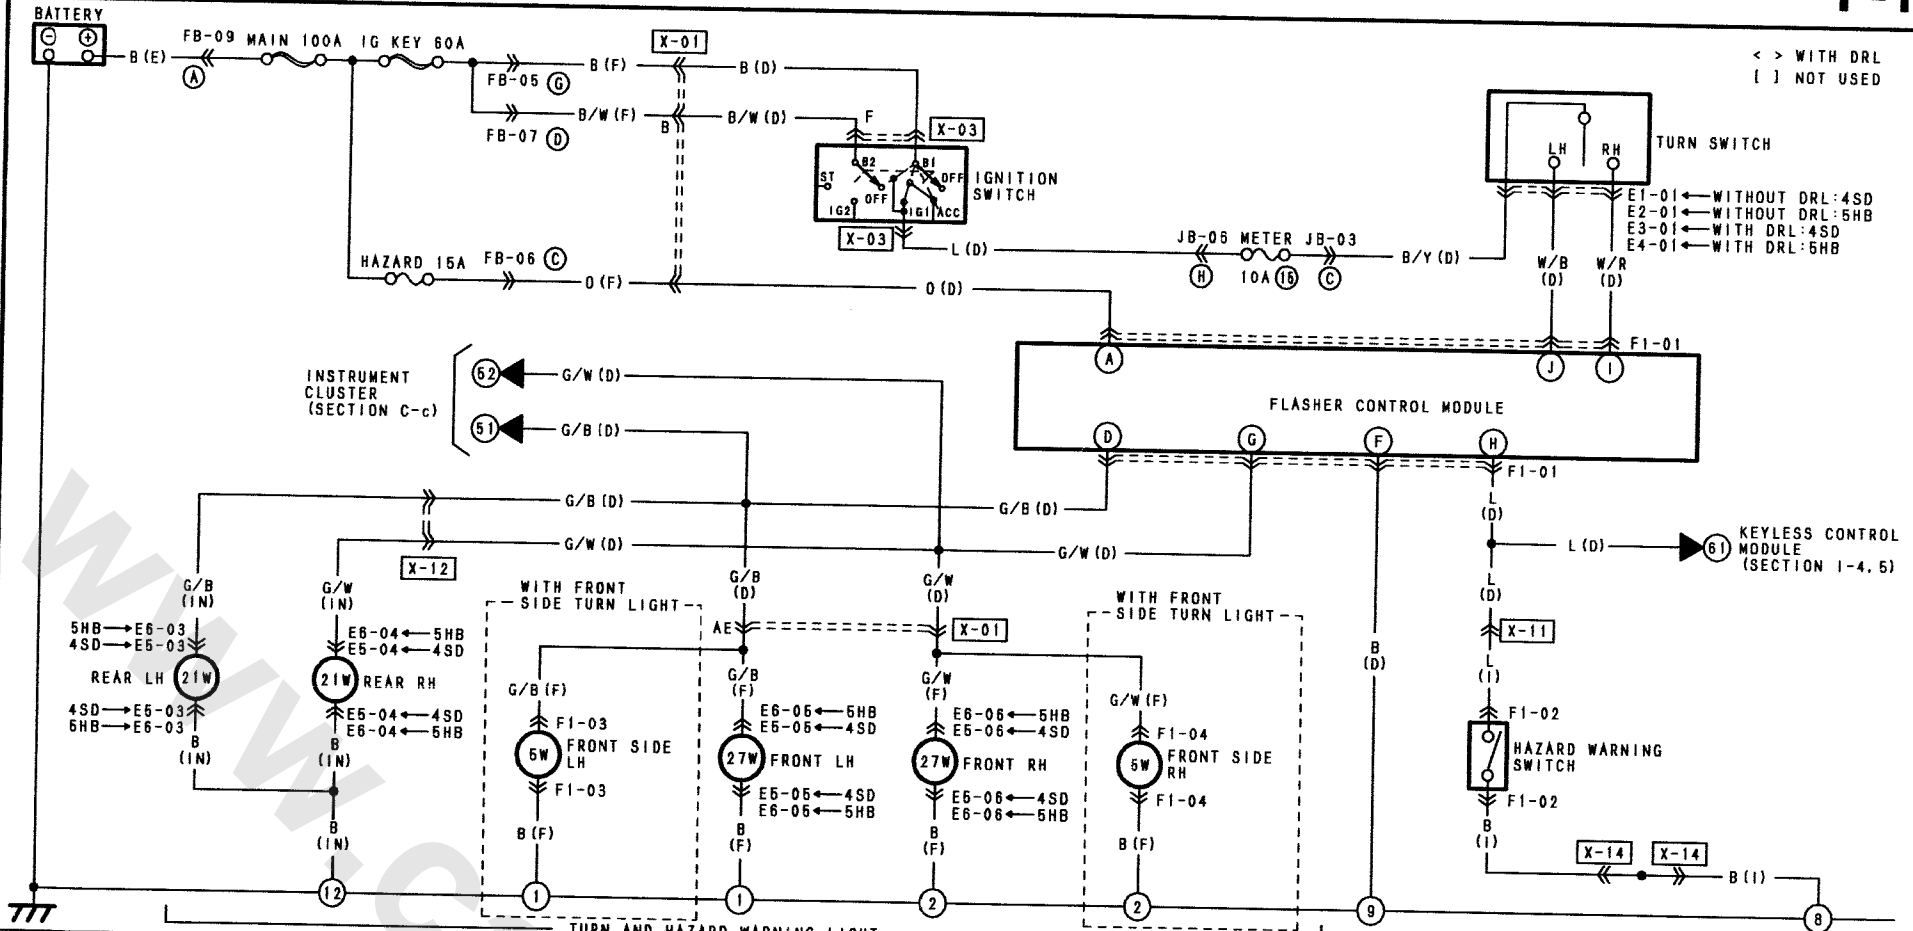 BATTERY
B(E)
FB-09
A
MAIN 100A
IG KEY 60A
X-01
FB-05 G
B(F)
B(D)
FB-07 D
B/W(F)
B
B/W(D)
F
X-03
< > WITH DRL
[ ] NOT USED
B2
B1
ST
OFF
OFF
IG2
IG1
ACC
IGNITION
SWITCH
X-03
LH
RH
TURN SWITCH
E1-01 WITHOUT DRL:4SD
E2-01 WITHOUT DRL:5HB
E3-01 WITH DRL:4SD
E4-01 WITH DRL:5HB
HAZARD 15A
FB-06 C
O(F)
O(D)
L(D)
JB-06 METER JB-03
H
10A 15
C
B/Y(D)
W/B
(D)
W/R
(D)
INSTRUMENT
CLUSTER
(SECTION C-c)
52
G/W(D)
51
G/B(D)
F1-01
A
J
I
FLASHER CONTROL MODULE
D
G
F
H
F1-01
G/B(D)
G/B(D)
G/W(D)
G/W(D)
X-12
L
(D)
L(D)
61
KEYLESS CONTROL
MODULE
(SECTION I-4,5)
G/B
(IN)
G/W
(IN)
WITH FRONT
SIDE TURN LIGHT
G/B
(D)
G/W
(D)
WITH FRONT
SIDE TURN LIGHT
L
(D)
5HB E6-03
4SD E5-03
E6-04 5HB
E5-04 4SD
AE
X-01
X-11
B
(D)
REAR LH
21W
21W
REAR RH
G/B(F)
G/B
(F)
G/W
(F)
G/W(F)
L
(I)
4SD E5-03
5HB E6-03
E5-04 4SD
E6-04 5HB
F1-03
E6-05 5HB
E5-05 4SD
E6-06 5HB
E5-06 4SD
F1-04
F1-02
B
(IN)
B
(IN)
5W
FRONT SIDE
LH
27W
FRONT LH
27W
FRONT RH
5W
FRONT SIDE
RH
HAZARD WARNING
SWITCH
F1-03
E5-05 4SD
E6-05 5HB
E5-06 4SD
E6-06 5HB
F1-04
F1-02
B
(IN)
B(F)
B
(F)
B
(F)
B(F)
B
(I)
X-14
X-14
B(I)
12
1
1
2
2
9
8
TURN AND HAZARD WARNING LIGHT
www.c